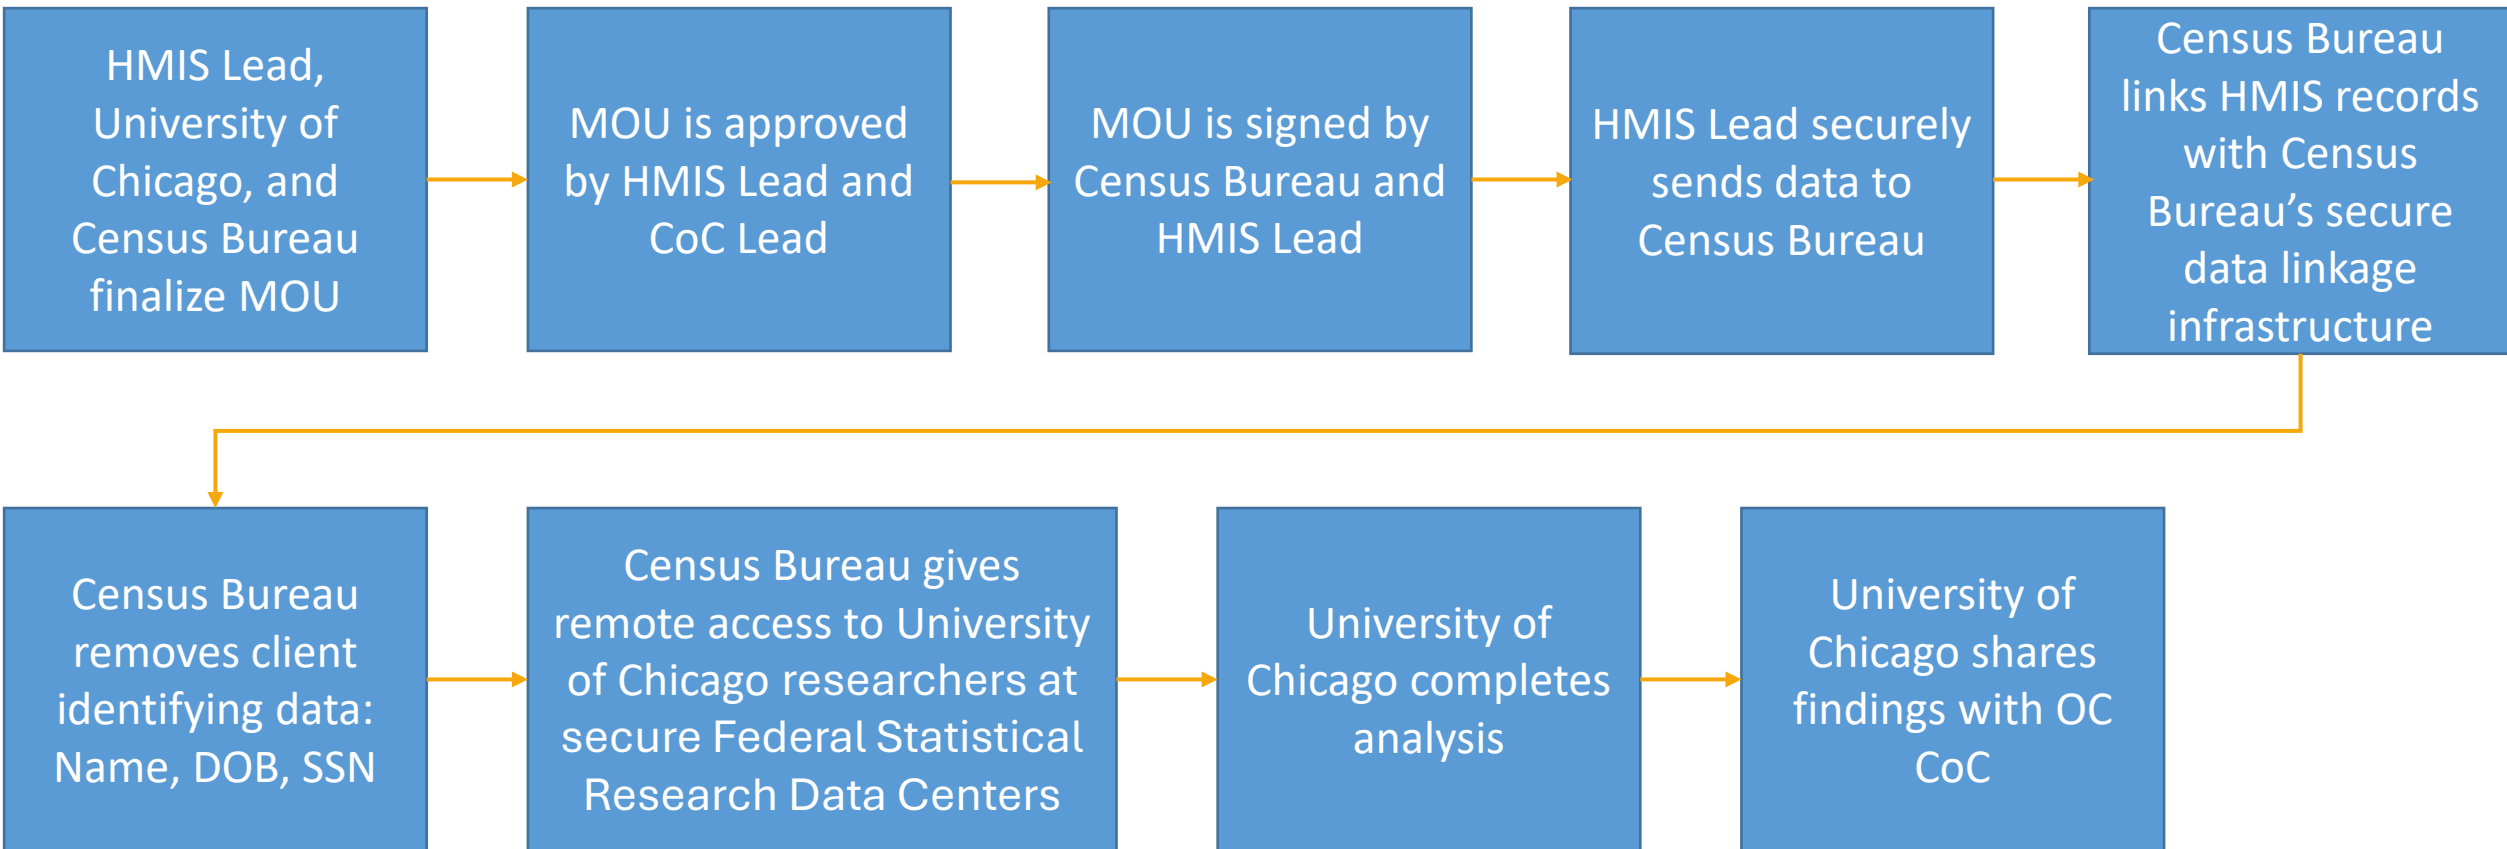 HMIS Lead,
University of
Chicago, and
Census Bureau
finalize MOU
MOU is approved
by HMIS Lead and
CoC Lead
MOU is signed by
Census Bureau and
HMIS Lead
HMIS Lead securely
sends data to
Census Bureau
Census Bureau
links HMIS records
with Census
Bureau’s secure
data linkage
infrastructure
Census Bureau
removes client
identifying data:
Name, DOB, SSN
Census Bureau gives
remote access to University
of Chicago researchers at
secure Federal Statistical
Research Data Centers
University of
Chicago completes
analysis
University of
Chicago shares
findings with OC
CoC